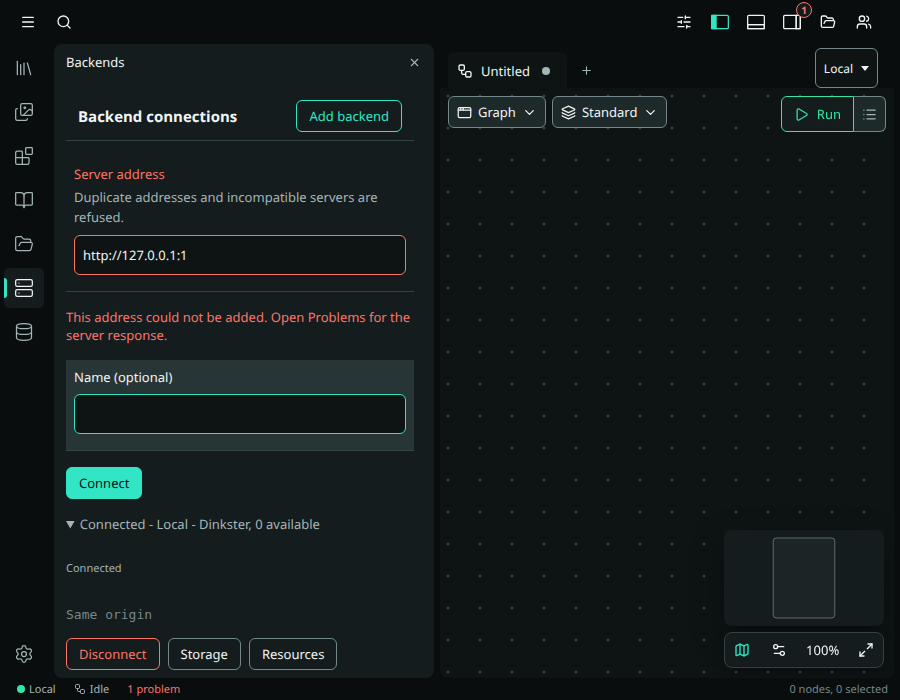 1
Backends
Untitled
Local
Backend connections
Add backend
Graph
Standard
Run
Server address
Duplicate addresses and incompatible servers are
refused.
http://127.0.0.1:1
This address could not be added. Open Problems for the
server response.
Name (optional)
Connect
Connected - Local - Dinkster, 0 available
Connected
Same origin
Disconnect
Storage
Resources
100%
Local
Idle
1 problem
0 nodes, 0 selected